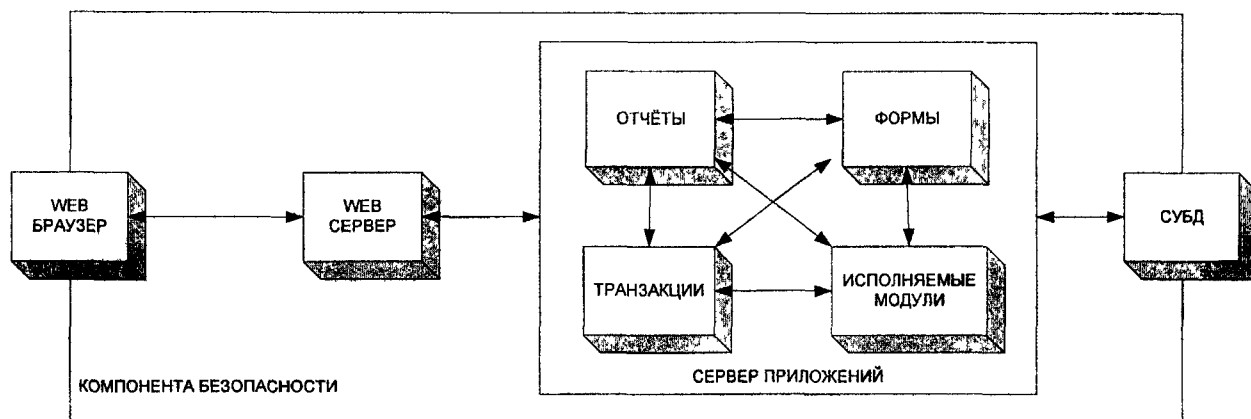 ОТЧЁТЫ
ФОРМЫ
WEB
БРАУЗЕР
WEB
СЕРВЕР
СУБД
ТРАНЗАКЦИИ
ИСПОЛНЯЕМЫЕ
МОДУЛИ
КОМПОНЕНТА БЕЗОПАСНОСТИ
СЕРВЕР ПРИЛОЖЕНИЙ